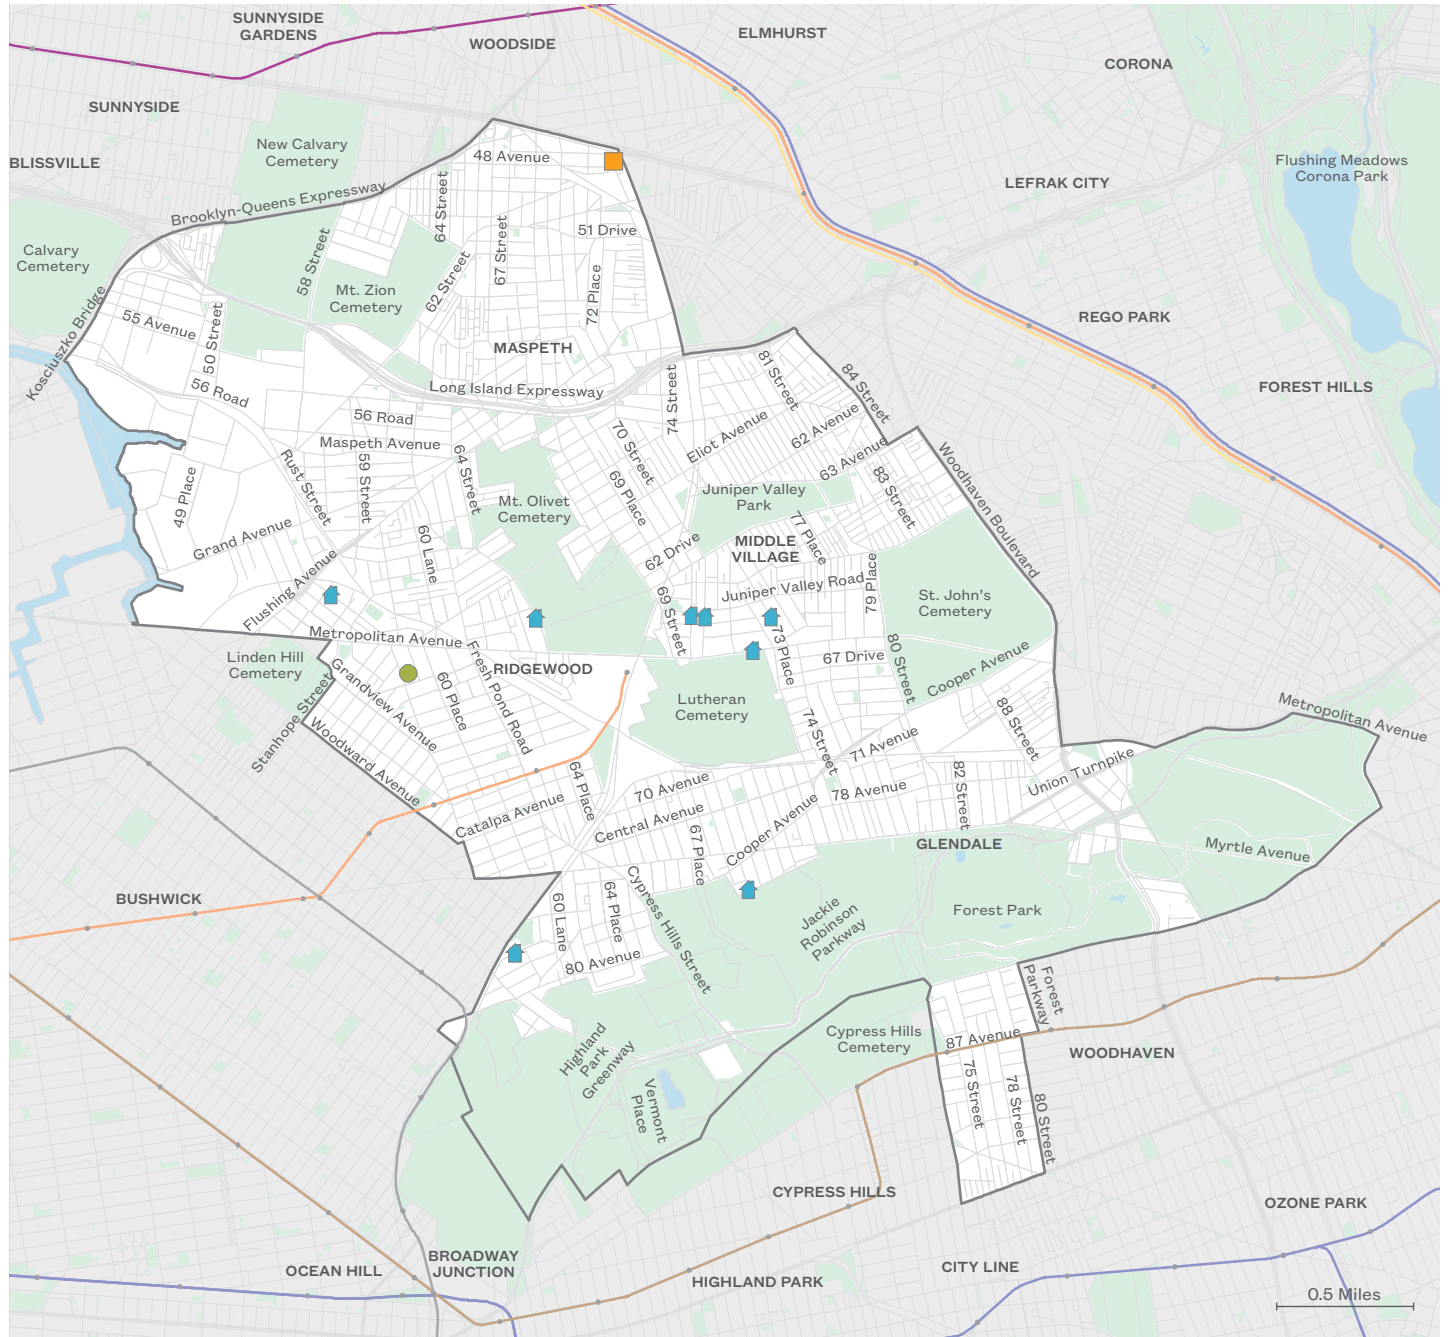 SUNNYSIDE
GARDENS
WOODSIDE
ELMHURST
CORONA
SUNNYSIDE
BLISSVILLE
New Calvary
Cemetery
48 Avenue
Flushing Meadows
Corona Park
LEFRAK CITY
Brooklyn-Queens Expressway
64 Street
67 Street
51 Drive
Calvary
Cemetery
58 Street
Mt. Zion
Cemetery
62 Street
72 Place
Kosciuszko Bridge
55 Avenue
50 Street
REGO PARK
MASPETH
Long Island Expressway
81 Street
84 Street
74 Street
FOREST HILLS
56 Road
56 Road
Maspeth Avenue
Eliot Avenue
62 Avenue
63 Avenue
70 Street
69 Place
64 Street
59 Street
Rust Street
49 Place
Mt. Olivet
Cemetery
Juniper Valley
Park
83 Street
Woodhaven Boulevard
Grand Avenue
60 Lane
62 Drive
MIDDLE
VILLAGE
77 Place
Flushing Avenue
Juniper Valley Road
79 Place
St. John's
Cemetery
69 Street
73 Place
Metropolitan Avenue
Linden Hill
Cemetery
Grandview Avenue
60 Place
Fresh Pond Road
RIDGEWOOD
67 Drive
80 Street
Cooper Avenue
Lutheran
Cemetery
Stanhope Street
Woodward Avenue
74 Street
71 Avenue
88 Street
Metropolitan Avenue
Union Turnpike
64 Place
70 Avenue
78 Avenue
82 Street
Catalpa Avenue
Central Avenue
67 Place
Cooper Avenue
GLENDALE
Myrtle Avenue
BUSHWICK
60 Lane
64 Place
Cypress Hills Street
Jackie
Robinson
Parkway
Forest Park
80 Avenue
Forest
Parkway
Highland
Park
Greenway
Vermont
Place
Cypress Hills
Cemetery
87 Avenue
WOODHAVEN
75 Street
78 Street
80 Street
CYPRESS HILLS
OZONE PARK
OCEAN HILL
BROADWAY
JUNCTION
HIGHLAND PARK
CITY LINE
0.5 Miles